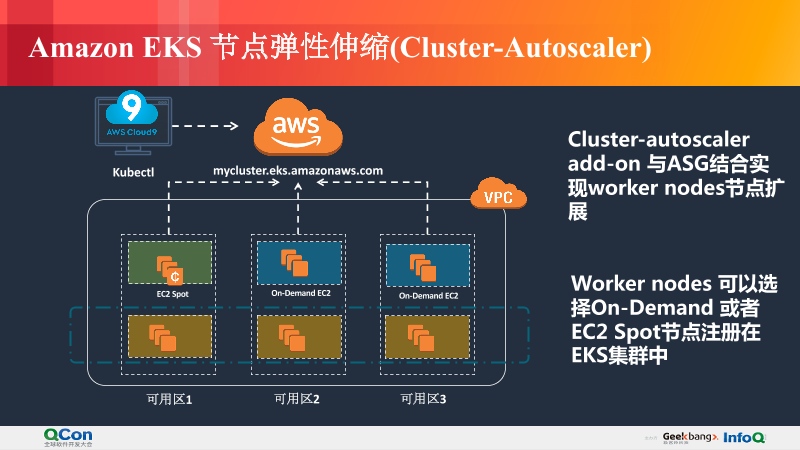 Amazon EKS 节点弹性伸缩(Cluster-Autoscaler)
9
AWS Cloud9
aws
Kubectl
mycluster.eks.amazonaws.com
VPC
Cluster-autoscaler
add-on 与ASG结合实
现worker nodes节点扩
展
EC2 Spot
On-Demand EC2
On-Demand EC2
Worker nodes 可以选
择On-Demand 或者
EC2 Spot节点注册在
EKS集群中
可用区1
可用区2
可用区3
QCon
全球软件开发大会
Geekbang>.
InfoQ